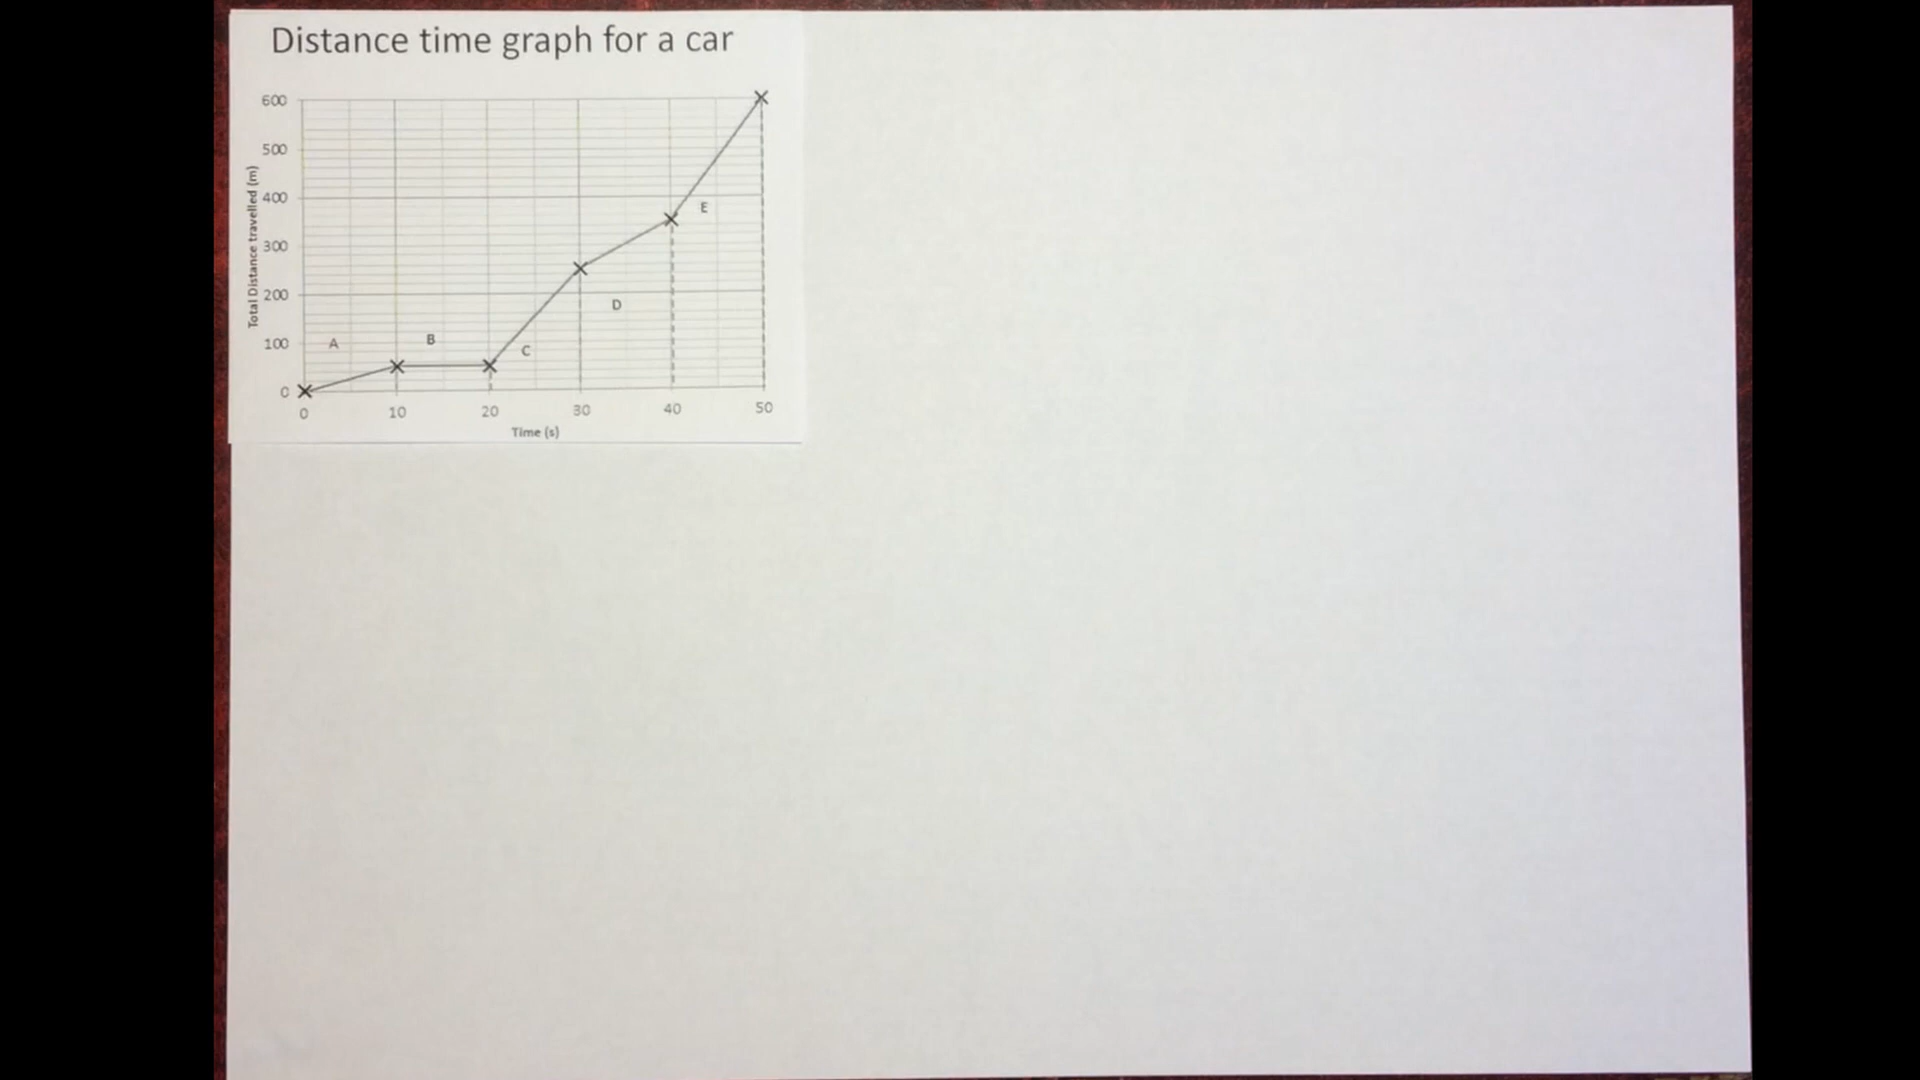 Distance time graph for a car
600
500
400
300
200
100
0
Total Distance travelled (m)
A
B
C
D
E
0 10 20 30 40 50
Time (s)